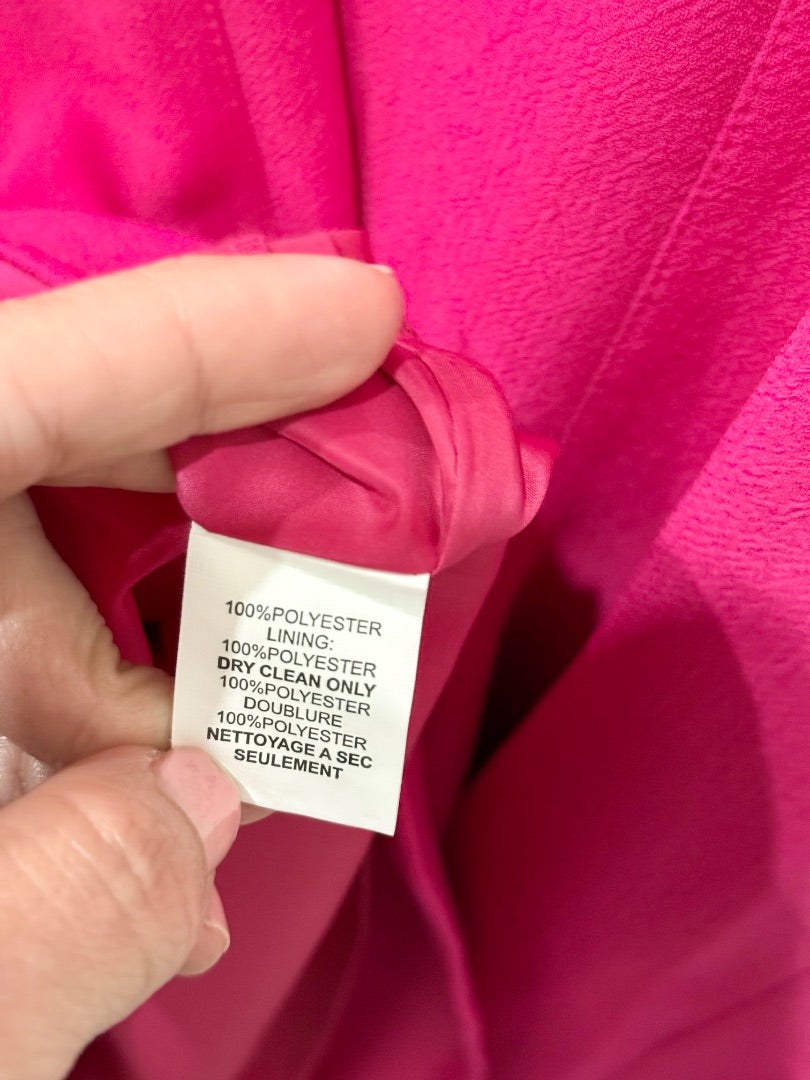 100%POLYESTER
LINING:
100%POLYESTER
DRY CLEAN ONLY
100%POLYESTER
DOUBLURE
100%POLYESTER
NETTOYAGE A SEC
SEULEMENT